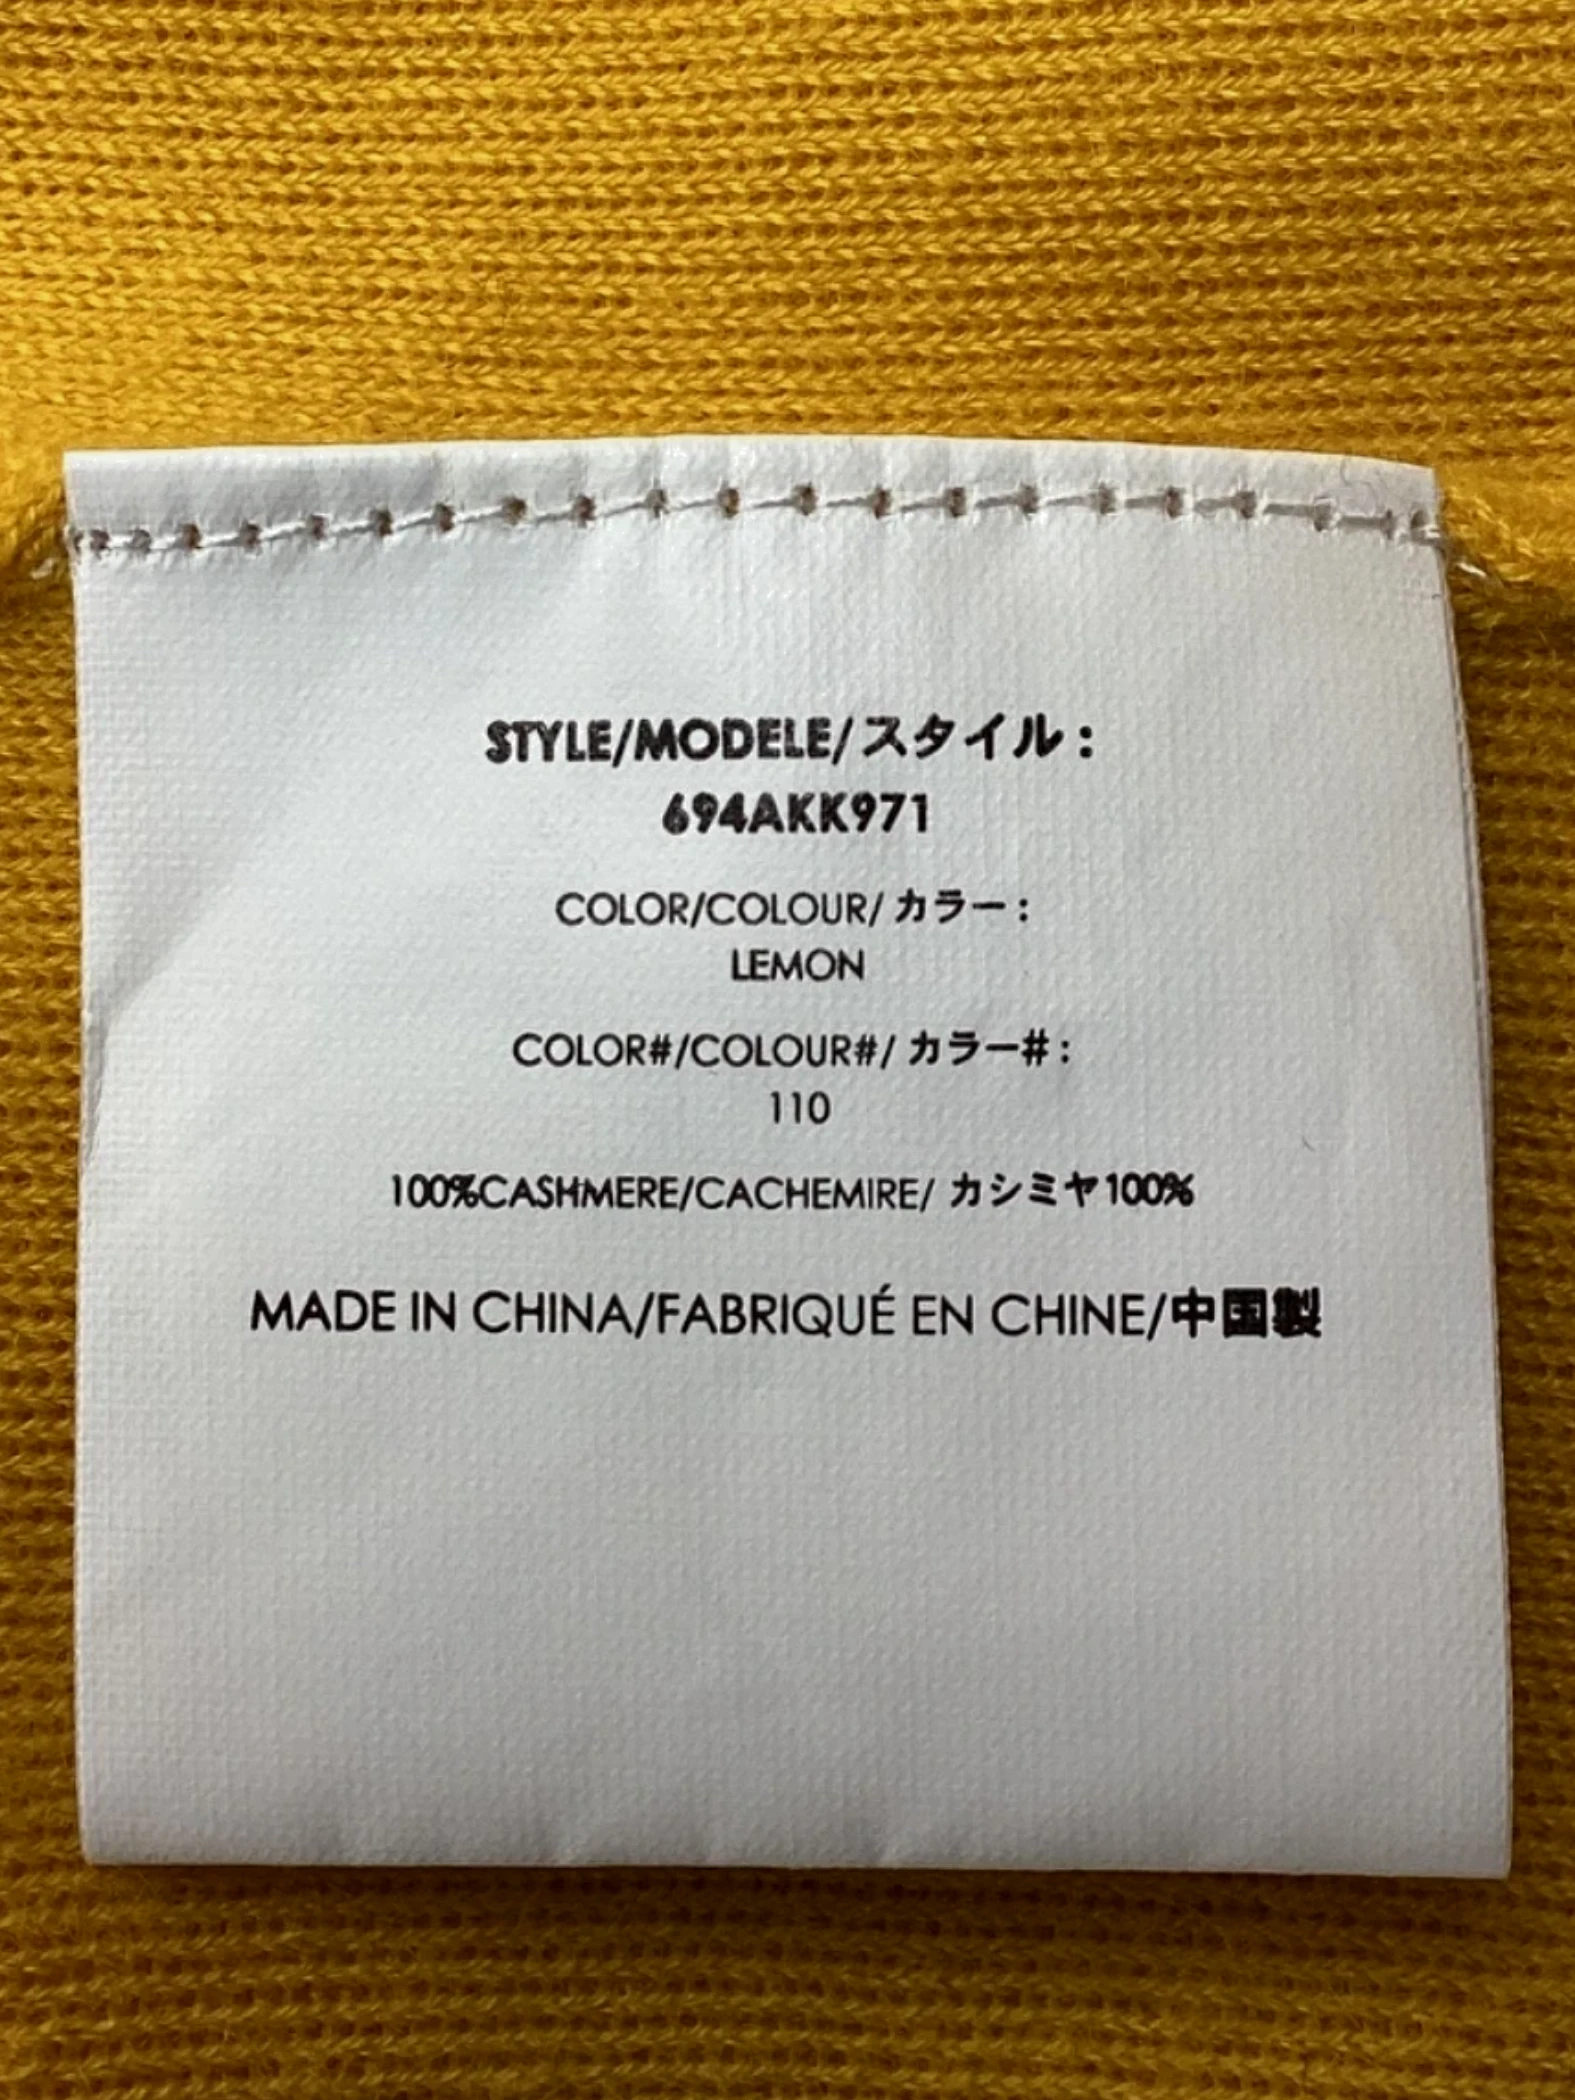 STYLE/MODELE/スタイル:
694AKK971
COLOR/COLOUR/カラー:
LEMON
COLOR#/COLOUR#/カラー#:
110
100%CASHMERE/CACHEMIRE/カシミヤ100%
MADE IN CHINA/FABRIQUÉ EN CHINE/中国製